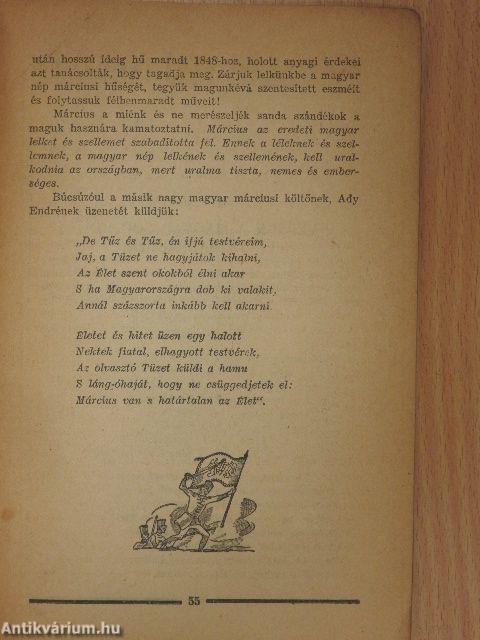 után hosszú ideig hű maradt 1848-hoz, holott anyagi érdekei
azt tanácsolták, hogy tagadja meg. Zárjuk lelkünkbe a magyar
nép márciusi hűségét, tegyük magunkévá szentesített eszméit
és folytassuk félbenmaradt műveit!
Március a miénk és ne merészeljék sanda szándékok a
maguk hasznára kamatoztatni. Március az eredeti magyar
lelket és szellemet szabadította fel. Ennek a léleknek és szel-
lemnek, a magyar nép lelkének és szellemének, kell ural-
kodnia az országban, mert uralma tiszta, nemes és ember-
séges.
Búcsúzóul a másik nagy magyar márciusi költőnek, Ady
Endrének üzenetét küldjük:
„De Tűz és Tűz, én ifjú testvéreim,
Jaj, a Tüzet ne hagyjátok kihalni,
Az Élet szent okokból élni akar
S ha Magyarországra dob ki valakit,
Annál százszorta inkább kell akarni.
Életet és hitet üzen egy halott
Nektek fiatal, elhagyott testvérek,
Az olvasztó Tüzet küldi a hamu
S láng-óhaját, hogy ne csüggedjetek el:
Március van s határtalan az Élet“.
55
Antikvárium.hu